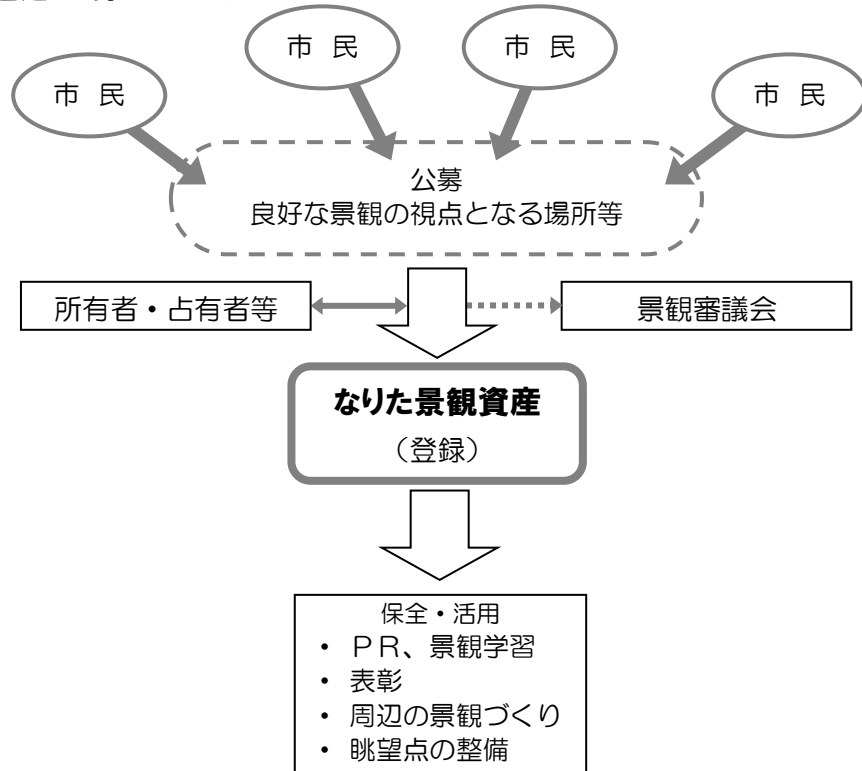 市 民
市 民
市 民
市 民
公募
良好な景観の視点となる場所等
所有者・占有者等
景観審議会
なりた景観資産
（登録）
保全・活用
• ＰＲ、景観学習
• 表彰
• 周辺の景観づくり
• 眺望点の整備